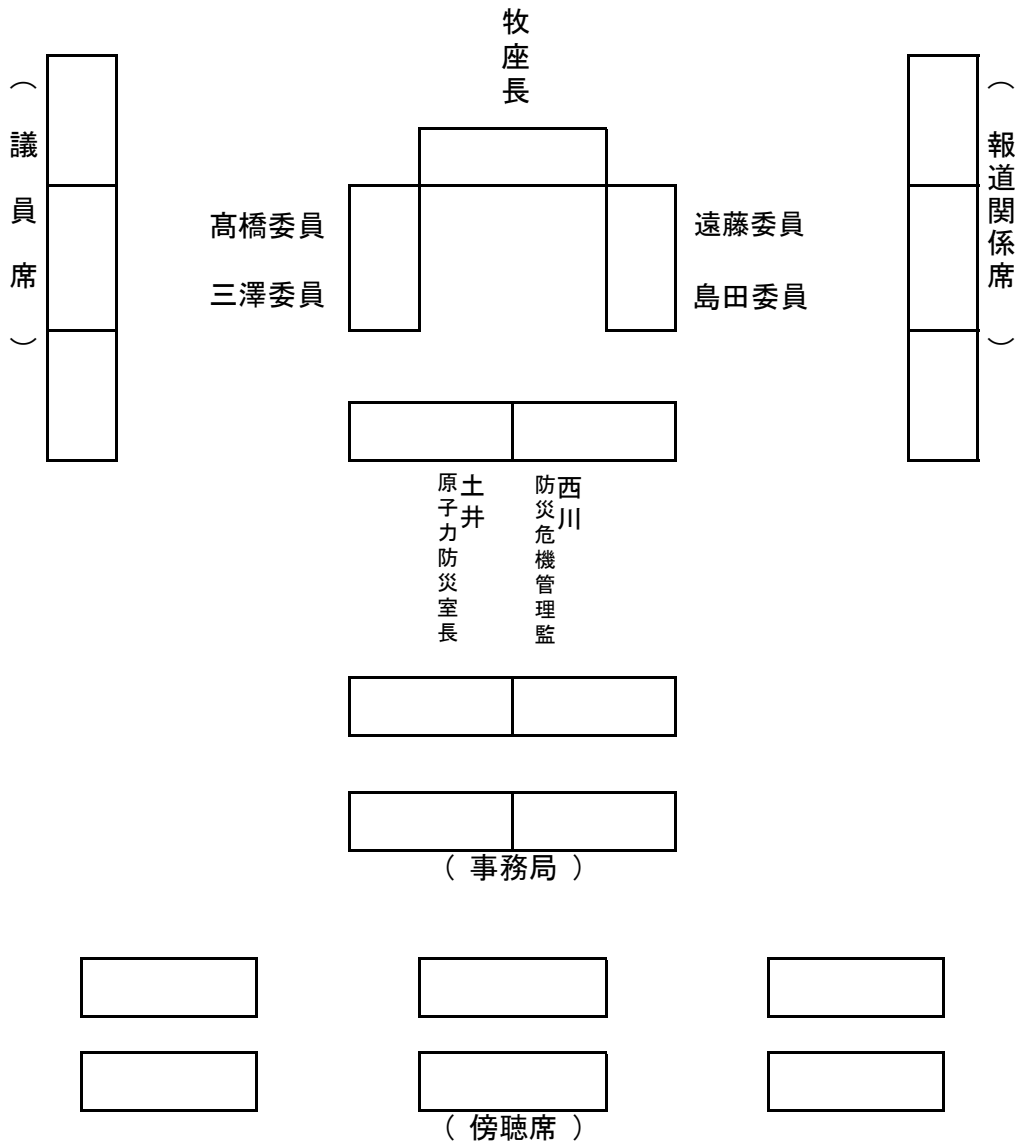 牧座長
（議員席）
（報道関係席）
髙橋委員
遠藤委員
三澤委員
島田委員
土井
原子力防災室長
西川
防災危機管理監
（ 事務局 ）
（ 傍聴席 ）